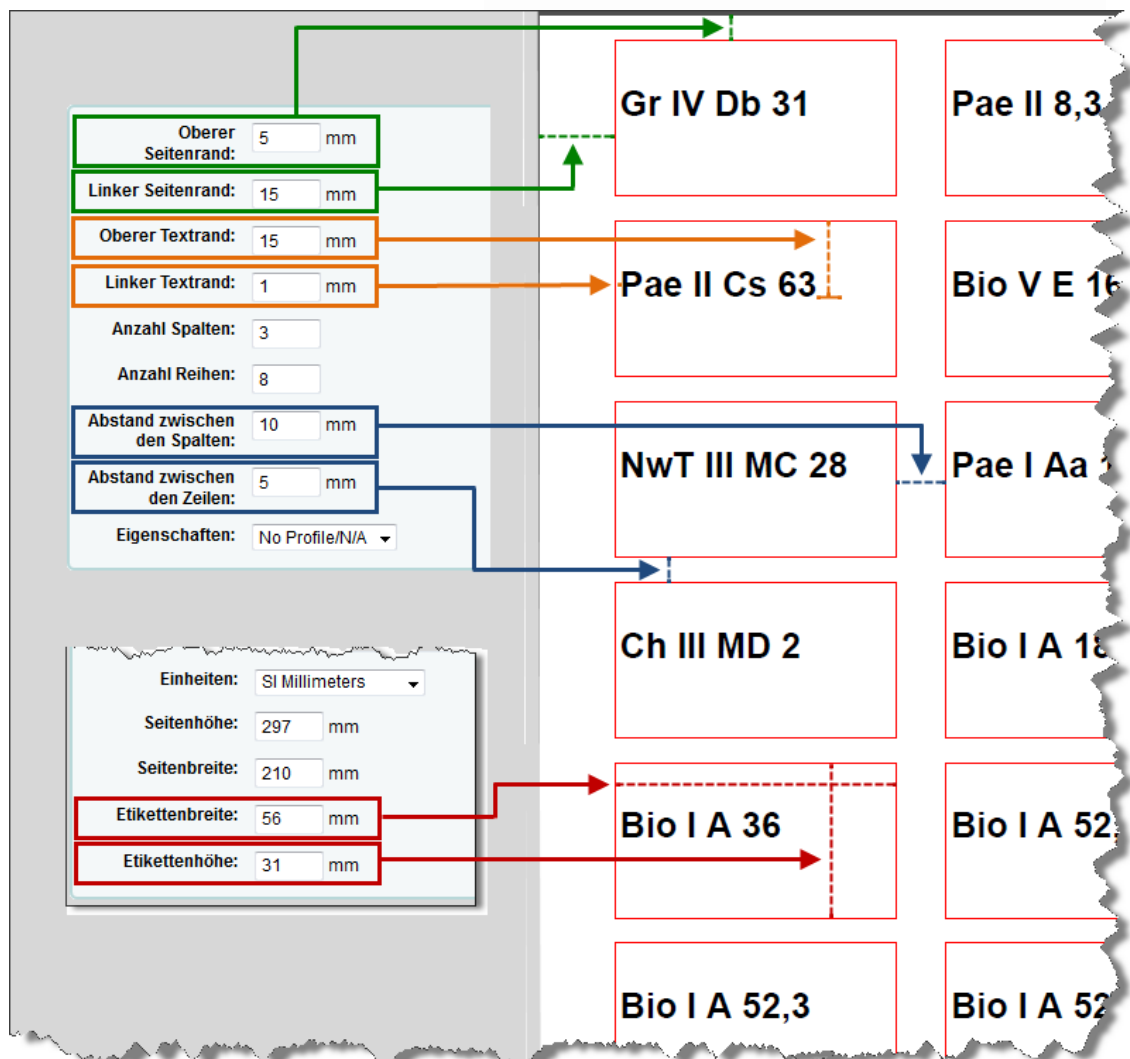 Oberer
Seitenrand: 5 mm
Linker Seitenrand: 15 mm
Oberer Textrand: 15 mm
Linker Textrand: 1 mm
Anzahl Spalten: 3
Anzahl Reihen: 8
Abstand zwischen
den Spalten: 10 mm
Abstand zwischen
den Zeilen: 5 mm
Eigenschaften: No Profile/N/A
Einheiten: SI Millimeters
Seitenhöhe: 297 mm
Seitenbreite: 210 mm
Etikettenbreite: 56 mm
Etikettenhöhe: 31 mm
Gr IV Db 31
Pae II 8,3
Pae II Cs 63
Bio V E 16
NwT III MC 28
Pae I Aa
Ch III MD 2
Bio I A 18
Bio I A 36
Bio I A 52,
Bio I A 52,3
Bio I A 52